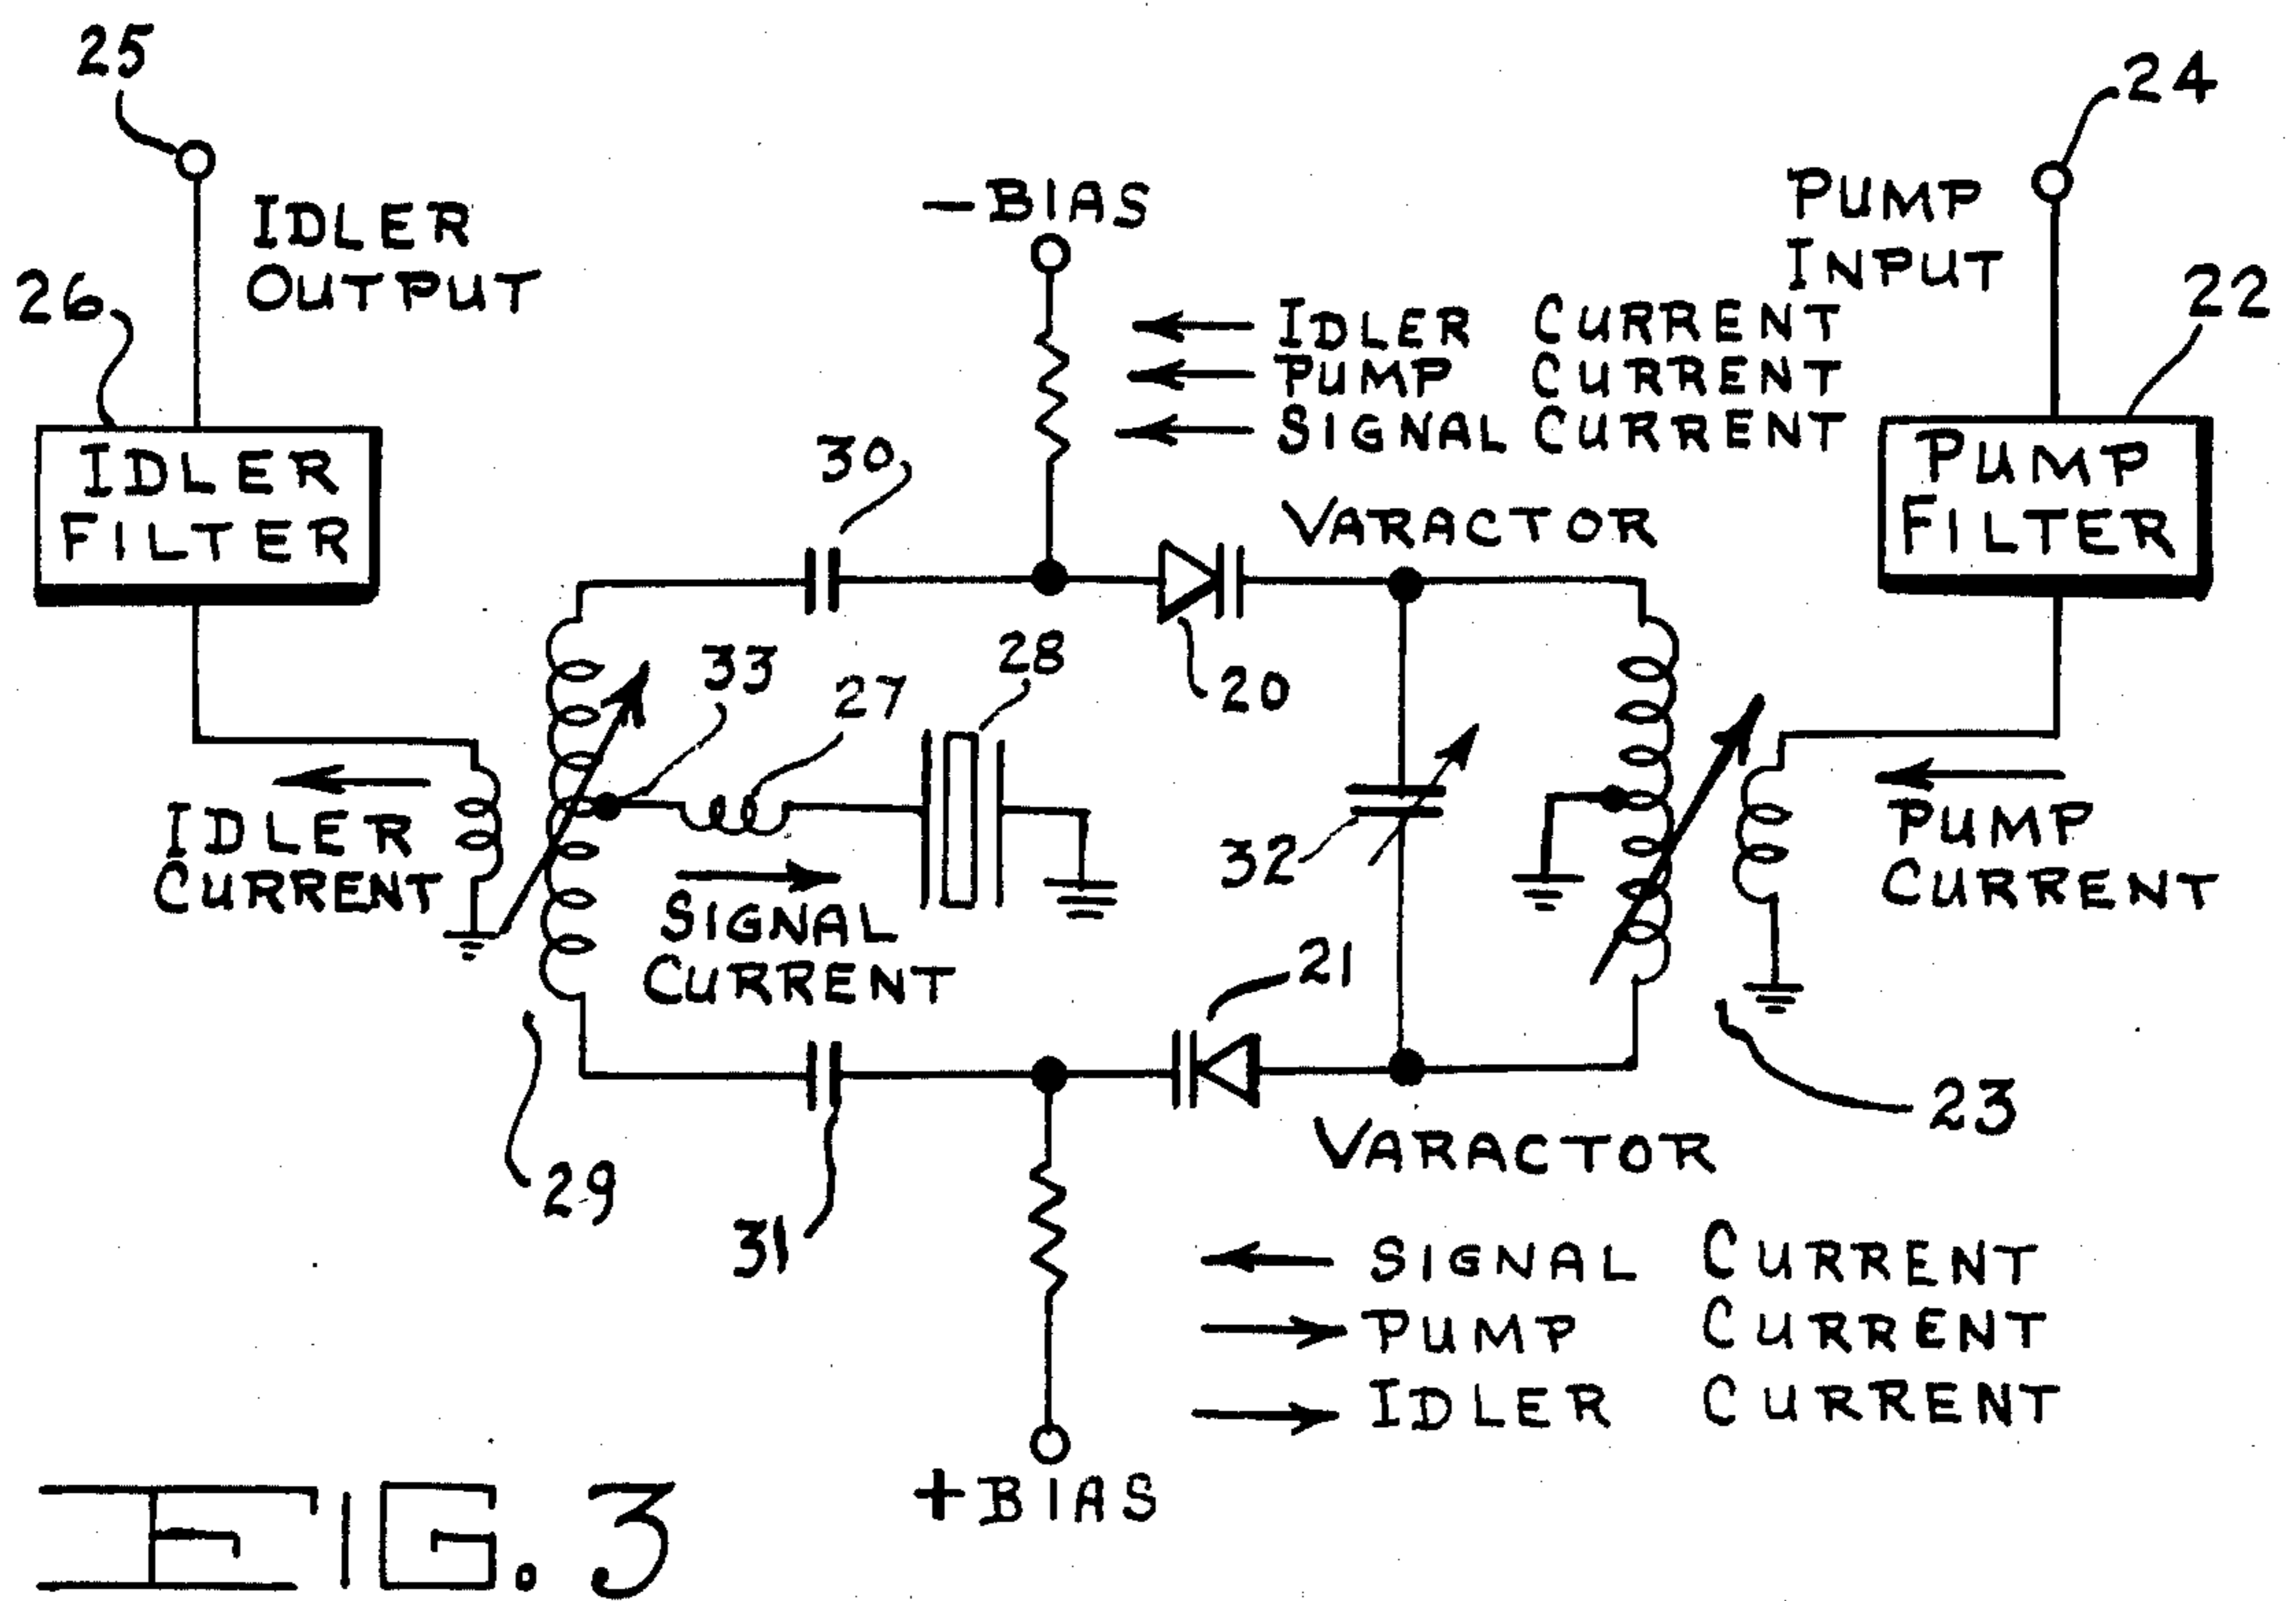 25
24
-BIAS
PUMP
INPUT
IDLER
OUTPUT
26
22
IDLER CURRENT
PUMP CURRENT
SIGNAL CURRENT
30
IDLER
FILTER
PUMP
FILTER
VARACTOR
33
27
28
20
IDLER
CURRENT
32
PUMP
CURRENT
SIGNAL
CURRENT
21
23
29
31
VARACTOR
SIGNAL CURRENT
PUMP CURRENT
IDLER CURRENT
+BIAS
FIG. 3